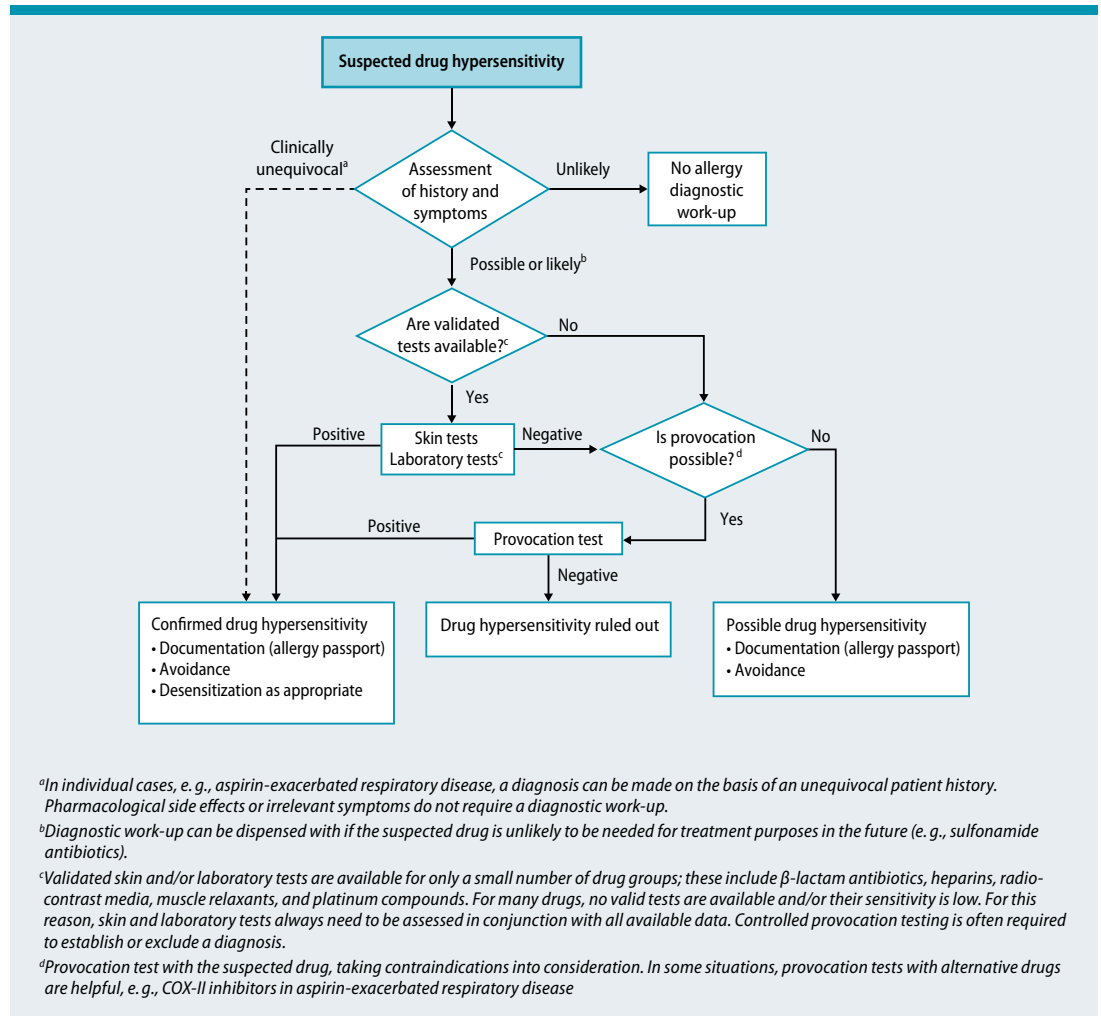 Suspected drug hypersensitivity
Clinically
unequivocalᵃ
Assessment
of history and
symptoms
Unlikely
No allergy
diagnostic
work-up
Possible or likelyᵇ
Are validated
tests available?ᶜ
No
Yes
Positive
Skin tests
Laboratory testsᶜ
Negative
Is provocation
possible?ᵈ
No
Yes
Positive
Provocation test
Negative
Confirmed drug hypersensitivity
• Documentation (allergy passport)
• Avoidance
• Desensitization as appropriate
Drug hypersensitivity ruled out
Possible drug hypersensitivity
• Documentation (allergy passport)
• Avoidance
ᵃIn individual cases, e. g., aspirin-exacerbated respiratory disease, a diagnosis can be made on the basis of an unequivocal patient history.
Pharmacological side effects or irrelevant symptoms do not require a diagnostic work-up.
ᵇDiagnostic work-up can be dispensed with if the suspected drug is unlikely to be needed for treatment purposes in the future (e. g., sulfonamide
antibiotics).
ᶜValidated skin and/or laboratory tests are available for only a small number of drug groups; these include β-lactam antibiotics, heparins, radio-
contrast media, muscle relaxants, and platinum compounds. For many drugs, no valid tests are available and/or their sensitivity is low. For this
reason, skin and laboratory tests always need to be assessed in conjunction with all available data. Controlled provocation testing is often required
to establish or exclude a diagnosis.
ᵈProvocation test with the suspected drug, taking contraindications into consideration. In some situations, provocation tests with alternative drugs
are helpful, e. g., COX-II inhibitors in aspirin-exacerbated respiratory disease